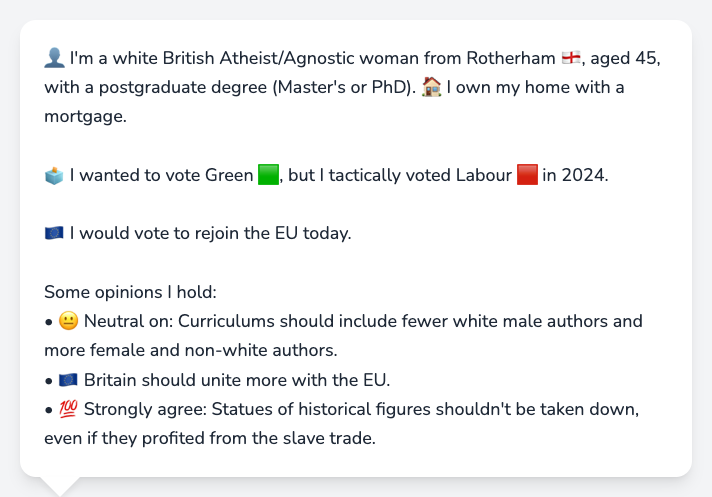 👤 I'm a white British Atheist/Agnostic woman from Rotherham 🏴󠁧󠁢󠁥󠁮󠁧󠁿, aged 45,
with a postgraduate degree (Master's or PhD). 🏠 I own my home with a
mortgage.
🗳️ I wanted to vote Green 🟩, but I tactically voted Labour 🟥 in 2024.
🇪🇺 I would vote to rejoin the EU today.
Some opinions I hold:
• 😐 Neutral on: Curriculums should include fewer white male authors and
more female and non-white authors.
• 🇪🇺 Britain should unite more with the EU.
• 💯 Strongly agree: Statues of historical figures shouldn't be taken down,
even if they profited from the slave trade.